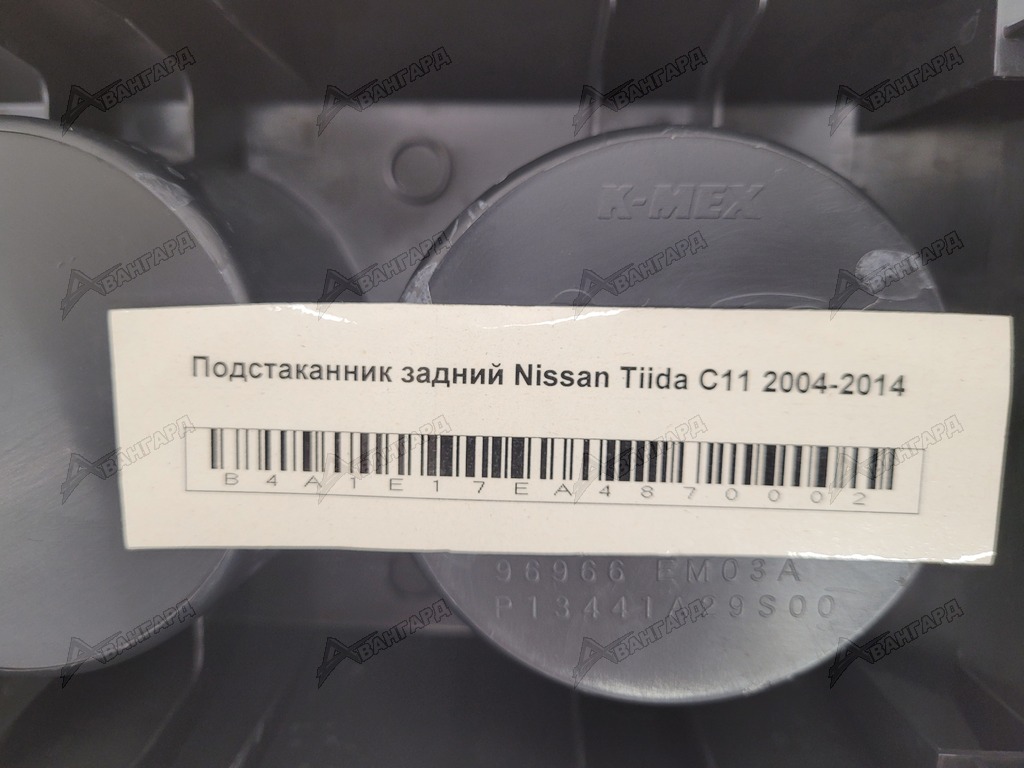 K-MEX
Подстаканник задний Nissan Tiida C11 2004-2014
B4A1E17EA4870002
96966 EM03A
P13441A29S00
АВАНГАРД